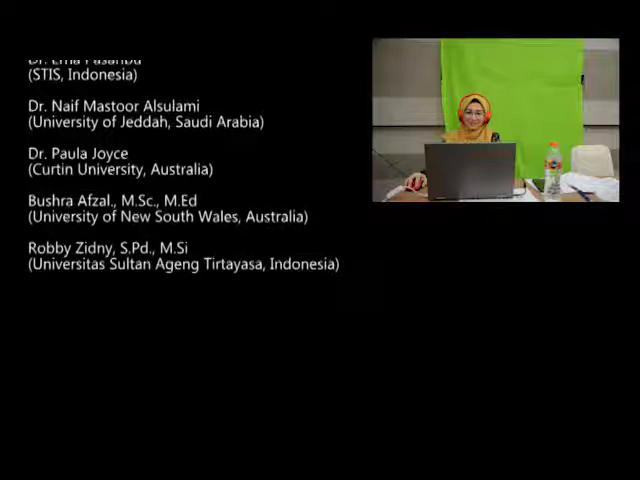 (STIS, Indonesia)
Dr. Naif Mastoor Alsulami
(University of Jeddah, Saudi Arabia)
Dr. Paula Joyce
(Curtin University, Australia)
Bushra Afzal., M.Sc., M.Ed
(University of New South Wales, Australia)
Robby Zidny, S.Pd., M.Si
(Universitas Sultan Ageng Tirtayasa, Indonesia)